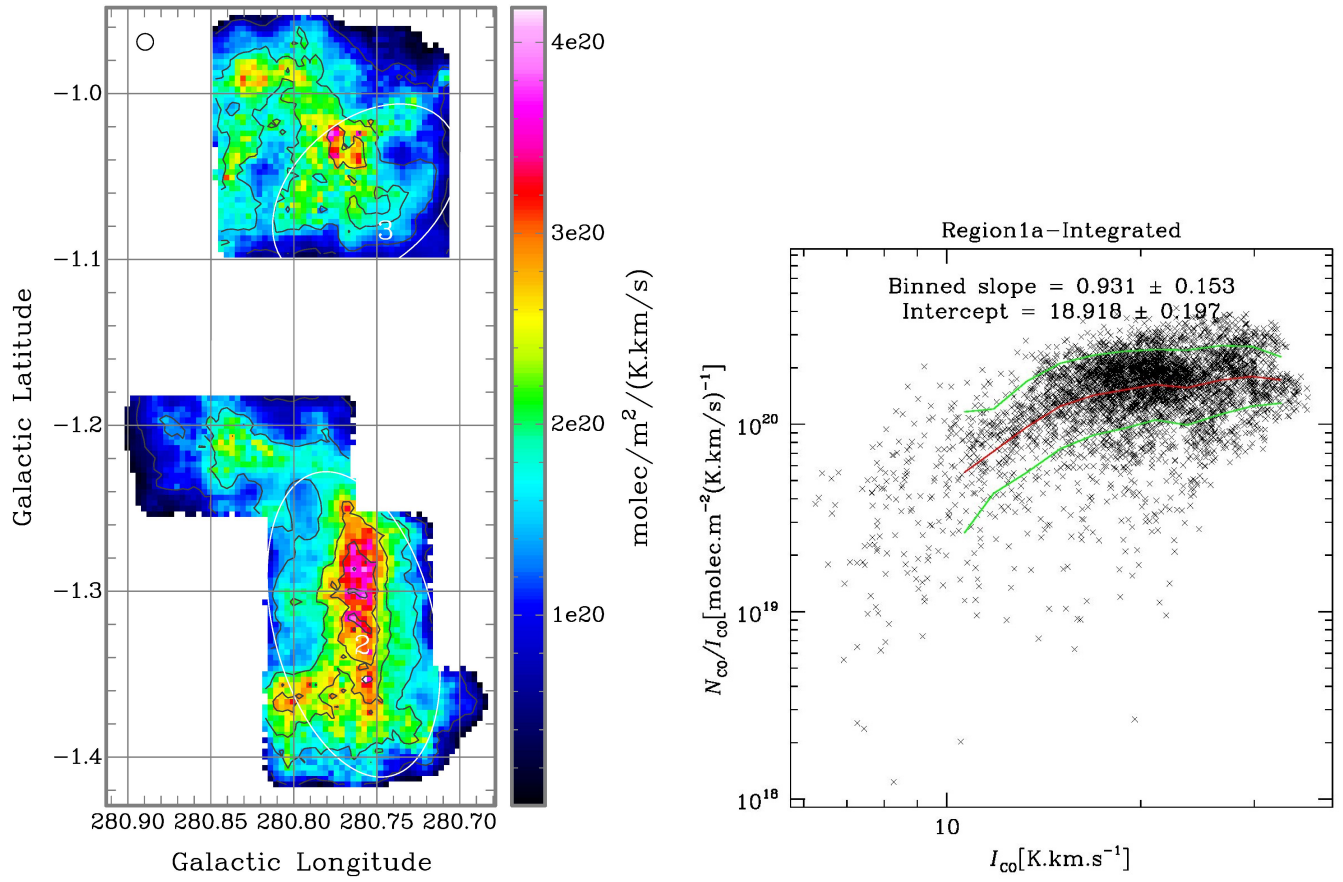 −1.0
−1.1
−1.2
−1.3
−1.4
Galactic Latitude
280.90 280.85 280.80 280.75 280.70
Galactic Longitude
3
2
4e20
3e20
2e20
1e20
molec/m²/(K.km/s)
Region1a−Integrated
Binned slope = 0.931 ± 0.153
Intercept = 18.918 ± 0.197
10²⁰
10¹⁹
10¹⁸
N_CO/I_CO[molec.m⁻²(K.km/s)⁻¹]
10
I_CO[K.km.s⁻¹]